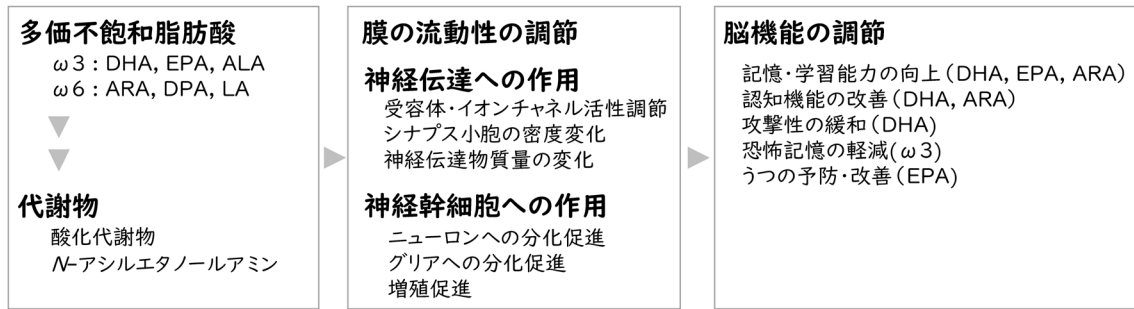 多価不飽和脂肪酸
ω3 : DHA, EPA, ALA
ω6 : ARA, DPA, LA
代謝物
酸化代謝物
N-アシルエタノールアミン
膜の流動性の調節
神経伝達への作用
受容体・イオンチャネル活性調節
シナプス小胞の密度変化
神経伝達物質量の変化
神経幹細胞への作用
ニューロンへの分化促進
グリアへの分化促進
増殖促進
脳機能の調節
記憶・学習能力の向上（DHA, EPA, ARA）
認知機能の改善（DHA, ARA）
攻撃性の緩和（DHA）
恐怖記憶の軽減(ω3)
うつの予防・改善（EPA）